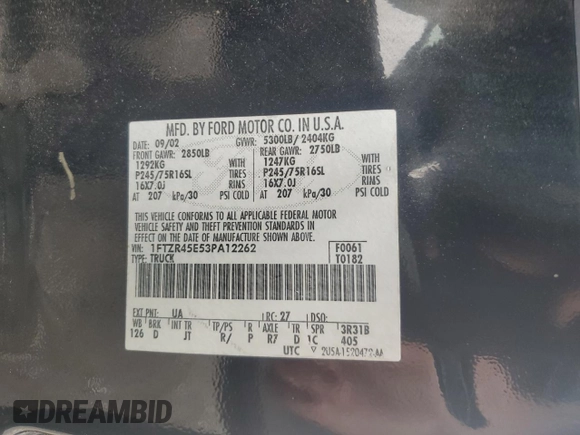 MFD. BY FORD MOTOR CO. IN U.S.A.
DATE: 09/02 GVWR: 5300LB/ 2404KG
FRONT GAWR: 2850LB REAR GAWR: 2750LB
1292KG WITH 1247KG WITH
P245/75R16SL TIRES P245/75R16SL TIRES
16X7.0J RIMS 16X7.0J RIMS
AT 207 kPa/30 PSI COLD AT 207 kPa/30 PSI COLD
THIS VEHICLE CONFORMS TO ALL APPLICABLE FEDERAL MOTOR
VEHICLE SAFETY AND THEFT PREVENTION STANDARDS IN
EFFECT ON THE DATE OF MANUFACTURE SHOWN ABOVE.
VIN: 1FTZR45E53PA12262 F0061
TYPE: TRUCK T0182
EXT PNT: UA RC: 27 DSO:
WB BRK INT TR TP/PS R AXLE TR SPR 3R31B
126 D JT R/ P R7 D 1C 405
UTC
DREAMBID